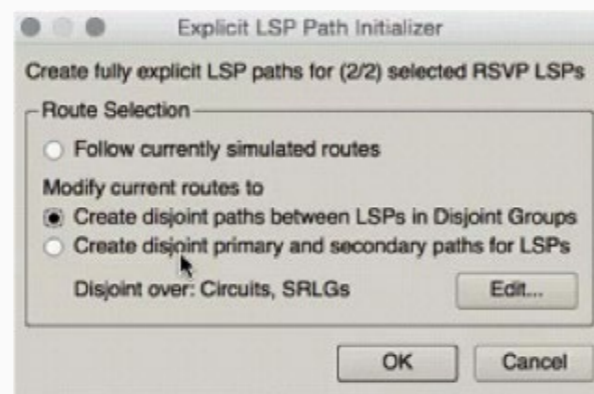 Explicit LSP Path Initializer
Create fully explicit LSP paths for (2/2) selected RSVP LSPs
Route Selection
Follow currently simulated routes
Modify current routes to
Create disjoint paths between LSPs in Disjoint Groups
Create disjoint primary and secondary paths for LSPs
Disjoint over: Circuits, SRLGs
Edit...
OK
Cancel